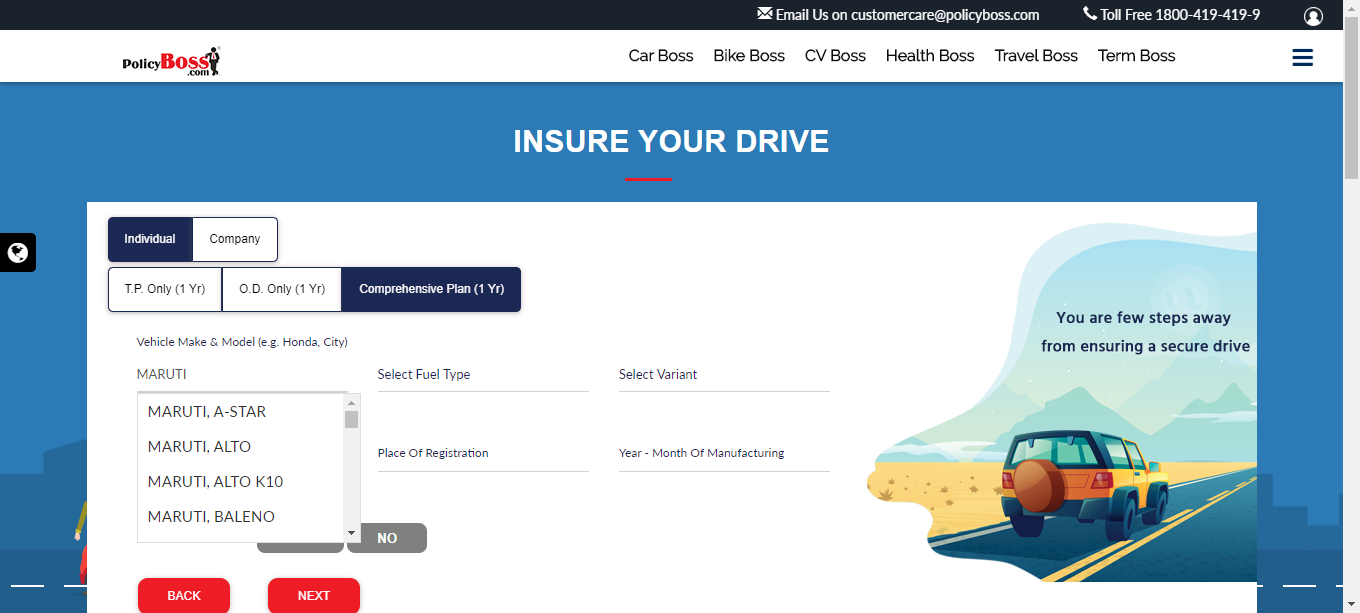 Email Us on customercare@policyboss.com Toll Free 1800-419-419-9
PolicyBoss .com Car Boss Bike Boss CV Boss Health Boss Travel Boss Term Boss
INSURE YOUR DRIVE
Individual Company
T.P. Only (1 Yr) O.D. Only (1 Yr) Comprehensive Plan (1 Yr)
You are few steps away
from ensuring a secure drive
Vehicle Make & Model (e.g. Honda, City)
MARUTI Select Fuel Type Select Variant
MARUTI, A-STAR
MARUTI, ALTO
Place Of Registration Year - Month Of Manufacturing
MARUTI, ALTO K10
MARUTI, BALENO
NO
BACK NEXT